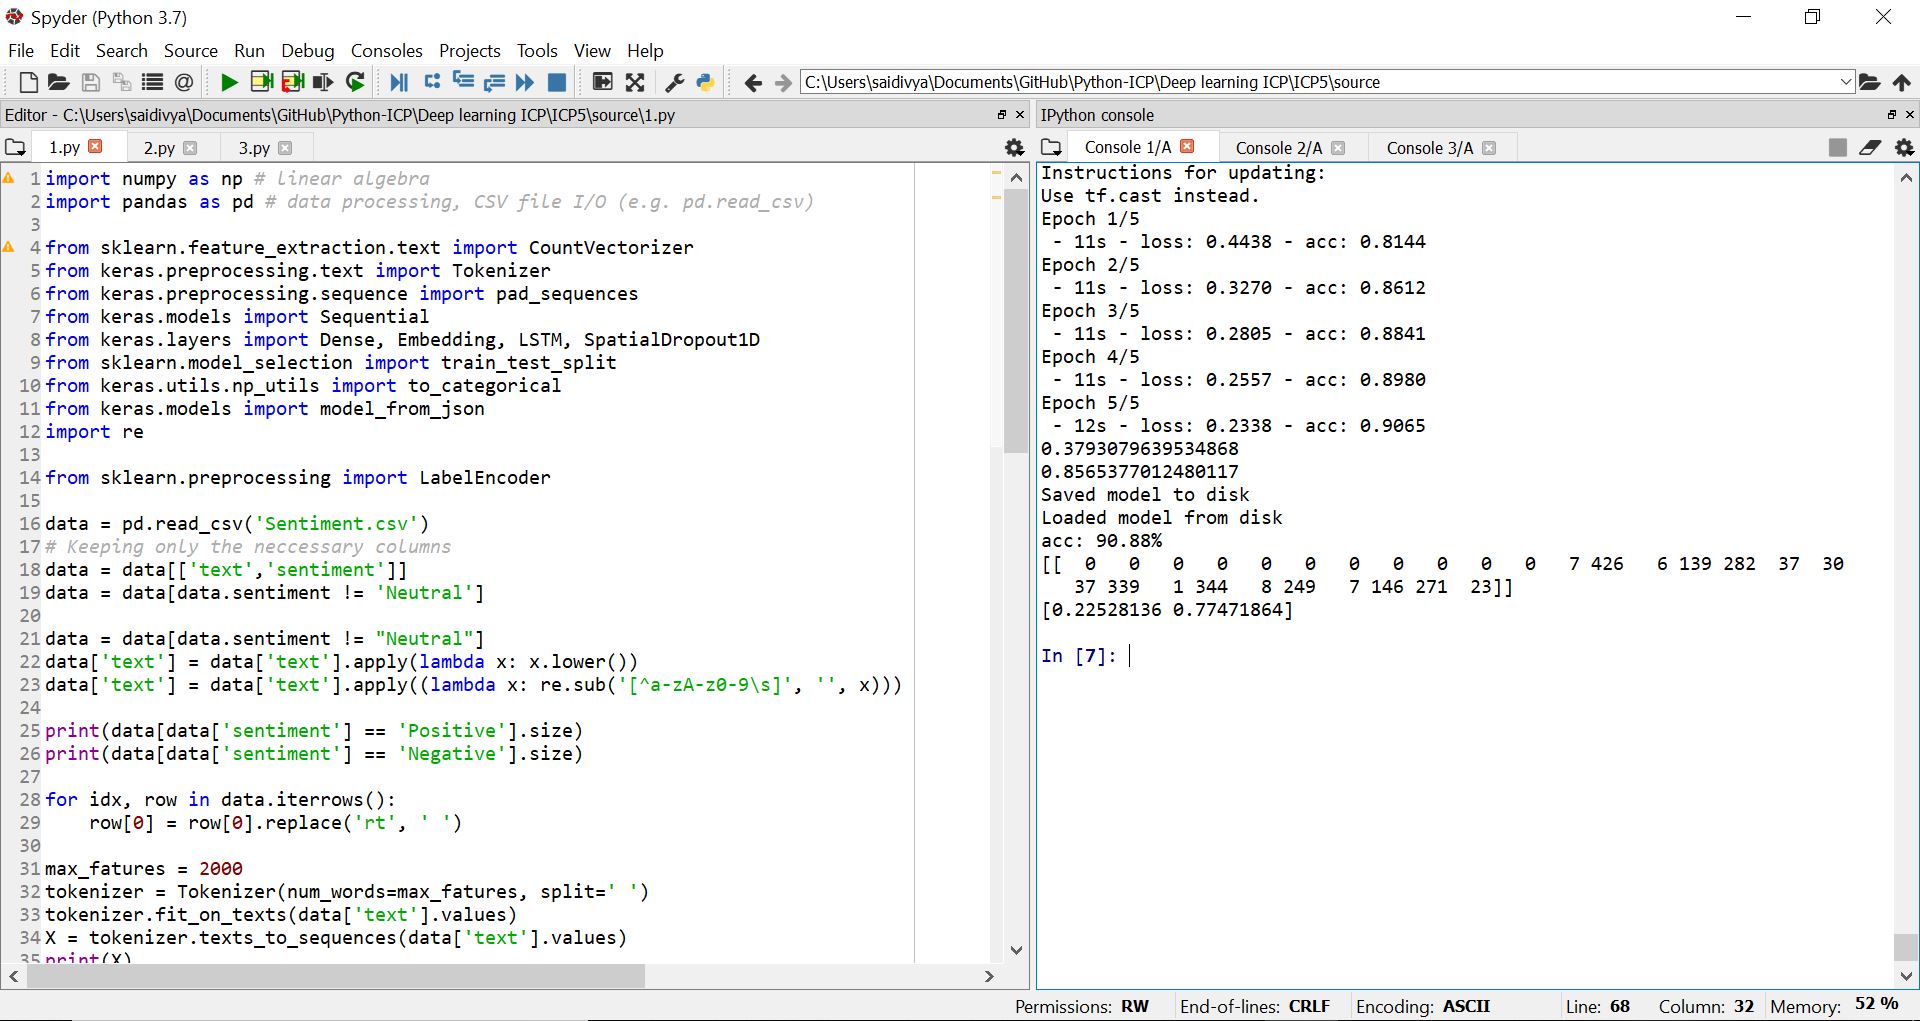 Spyder (Python 3.7)
File Edit Search Source Run Debug Consoles Projects Tools View Help
C:\Users\saidivya\Documents\GitHub\Python-ICP\Deep learning ICP\ICP5\source
Editor - C:\Users\saidivya\Documents\GitHub\Python-ICP\Deep learning ICP\ICP5\source\1.py
1.py 2.py 3.py
1 import numpy as np # linear algebra
2 import pandas as pd # data processing, CSV file I/O (e.g. pd.read_csv)
3
4 from sklearn.feature_extraction.text import CountVectorizer
5 from keras.preprocessing.text import Tokenizer
6 from keras.preprocessing.sequence import pad_sequences
7 from keras.models import Sequential
8 from keras.layers import Dense, Embedding, LSTM, SpatialDropout1D
9 from sklearn.model_selection import train_test_split
10 from keras.utils.np_utils import to_categorical
11 from keras.models import model_from_json
12 import re
13
14 from sklearn.preprocessing import LabelEncoder
15
16 data = pd.read_csv('Sentiment.csv')
17 # Keeping only the neccessary columns
18 data = data[['text','sentiment']]
19 data = data[data.sentiment != 'Neutral']
20
21 data = data[data.sentiment != "Neutral"]
22 data['text'] = data['text'].apply(lambda x: x.lower())
23 data['text'] = data['text'].apply((lambda x: re.sub('[^a-zA-z0-9\s]', '', x)))
24
25 print(data[data['sentiment'] == 'Positive'].size)
26 print(data[data['sentiment'] == 'Negative'].size)
27
28 for idx, row in data.iterrows():
29     row[0] = row[0].replace('rt', ' ')
30
31 max_fatures = 2000
32 tokenizer = Tokenizer(num_words=max_fatures, split=' ')
33 tokenizer.fit_on_texts(data['text'].values)
34 X = tokenizer.texts_to_sequences(data['text'].values)
35 print(X)
IPython console
Console 1/A Console 2/A Console 3/A
Instructions for updating:
Use tf.cast instead.
Epoch 1/5
 - 11s - loss: 0.4438 - acc: 0.8144
Epoch 2/5
 - 11s - loss: 0.3270 - acc: 0.8612
Epoch 3/5
 - 11s - loss: 0.2805 - acc: 0.8841
Epoch 4/5
 - 11s - loss: 0.2557 - acc: 0.8980
Epoch 5/5
 - 12s - loss: 0.2338 - acc: 0.9065
0.3793079639534868
0.8565377012480117
Saved model to disk
Loaded model from disk
acc: 90.88%
[[  0   0   0   0   0   0   0   0   0   0   0   7 426   6 139 282  37  30
   37 339   1 344   8 249   7 146 271  23]]
[0.22528136 0.77471864]
In [7]:
Permissions: RW End-of-lines: CRLF Encoding: ASCII Line: 68 Column: 32 Memory: 52 %